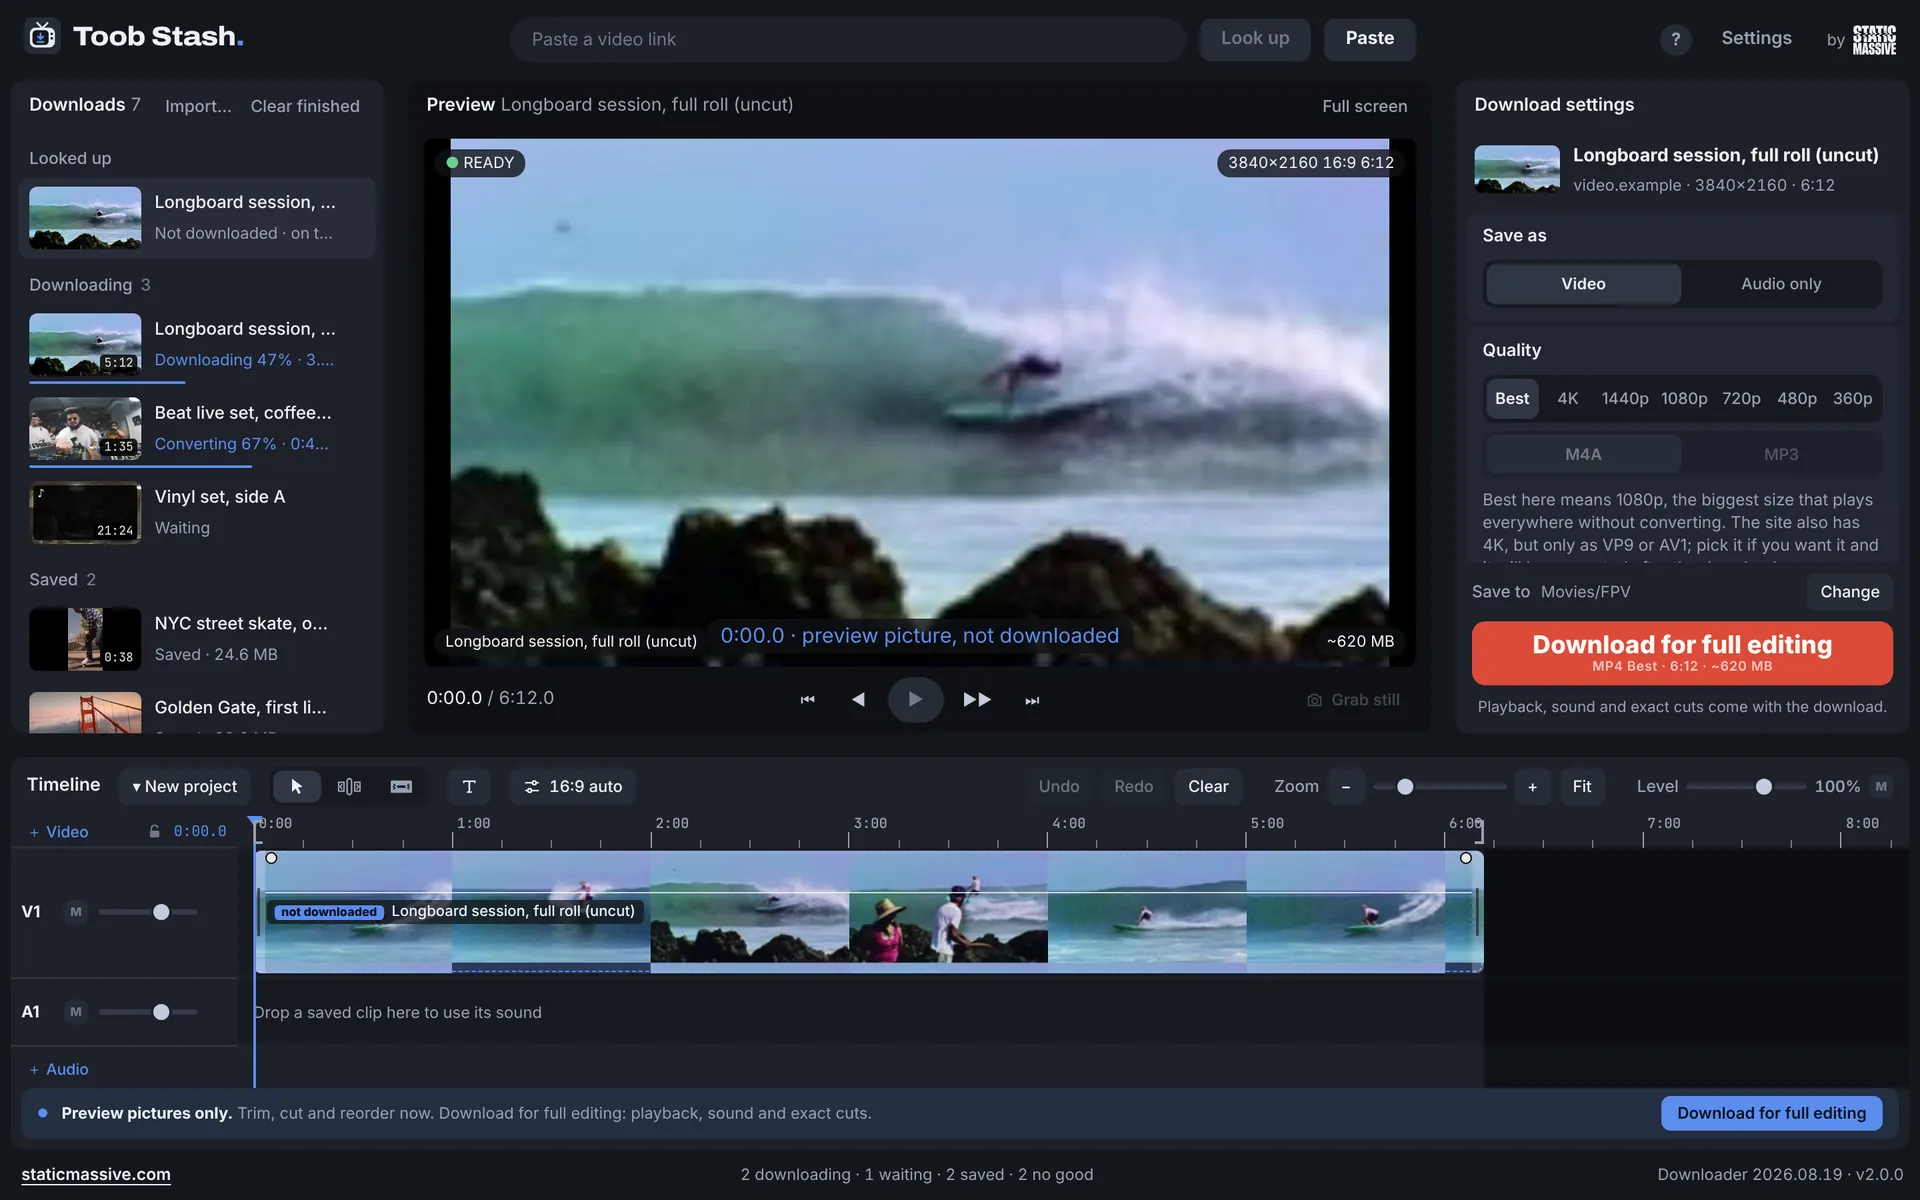 Toob Stash.
Paste a video link
Look up
Paste
?
Settings
by STATIC MASSIVE
Downloads 7
Import...
Clear finished
Looked up
Longboard session, ...
Not downloaded · on t...
Downloading 3
Longboard session, ...
5:12
Downloading 47% · 3....
Beat live set, coffee...
1:35
Converting 67% · 0:4...
Vinyl set, side A
21:24
Waiting
Saved 2
NYC street skate, o...
0:38
Saved · 24.6 MB
Golden Gate, first li...
Preview Longboard session, full roll (uncut)
Full screen
READY
3840×2160 16:9 6:12
Longboard session, full roll (uncut)
0:00.0 · preview picture, not downloaded
~620 MB
0:00.0 / 6:12.0
Grab still
Download settings
Longboard session, full roll (uncut)
video.example · 3840×2160 · 6:12
Save as
Video
Audio only
Quality
Best
4K
1440p
1080p
720p
480p
360p
M4A
MP3
Best here means 1080p, the biggest size that plays
everywhere without converting. The site also has
4K, but only as VP9 or AV1; pick it if you want it and
Save to Movies/FPV
Change
Download for full editing
MP4 Best · 6:12 · ~620 MB
Playback, sound and exact cuts come with the download.
Timeline
▾ New project
T
16:9 auto
Undo
Redo
Clear
Zoom
−
+
Fit
Level
100%
M
+ Video
0:00.0
0:00
1:00
2:00
3:00
4:00
5:00
6:00
7:00
8:00
V1
M
not downloaded
Longboard session, full roll (uncut)
A1
M
Drop a saved clip here to use its sound
+ Audio
Preview pictures only. Trim, cut and reorder now. Download for full editing: playback, sound and exact cuts.
Download for full editing
staticmassive.com
2 downloading · 1 waiting · 2 saved · 2 no good
Downloader 2026.08.19 · v2.0.0